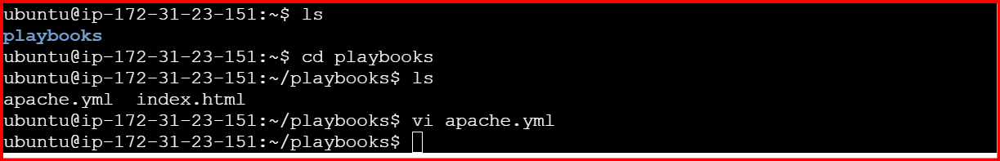 ubuntu@ip-172-31-23-151:~$ ls
playbooks
ubuntu@ip-172-31-23-151:~$ cd playbooks
ubuntu@ip-172-31-23-151:~/playbooks$ ls
apache.yml  index.html
ubuntu@ip-172-31-23-151:~/playbooks$ vi apache.yml
ubuntu@ip-172-31-23-151:~/playbooks$